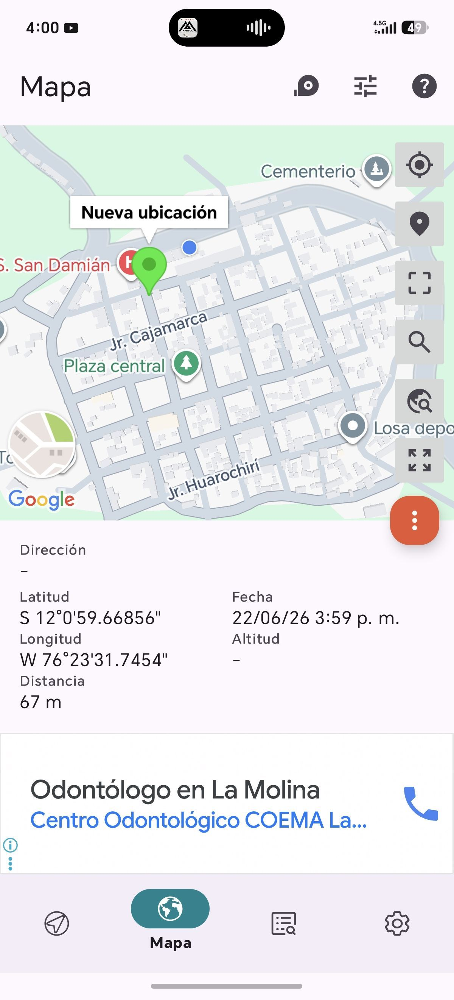 4:00
4.5G
49
Mapa
Cementerio
Nueva ubicación
S. San Damián
H
Jr. Cajamarca
Plaza central
Losa depo
To
Jr. Huarochirí
Google
Dirección
-
Latitud
Fecha
S 12°0'59.66856"
22/06/26 3:59 p. m.
Longitud
Altitud
W 76°23'31.7454"
-
Distancia
67 m
Odontólogo en La Molina
Centro Odontológico COEMA La...
Mapa